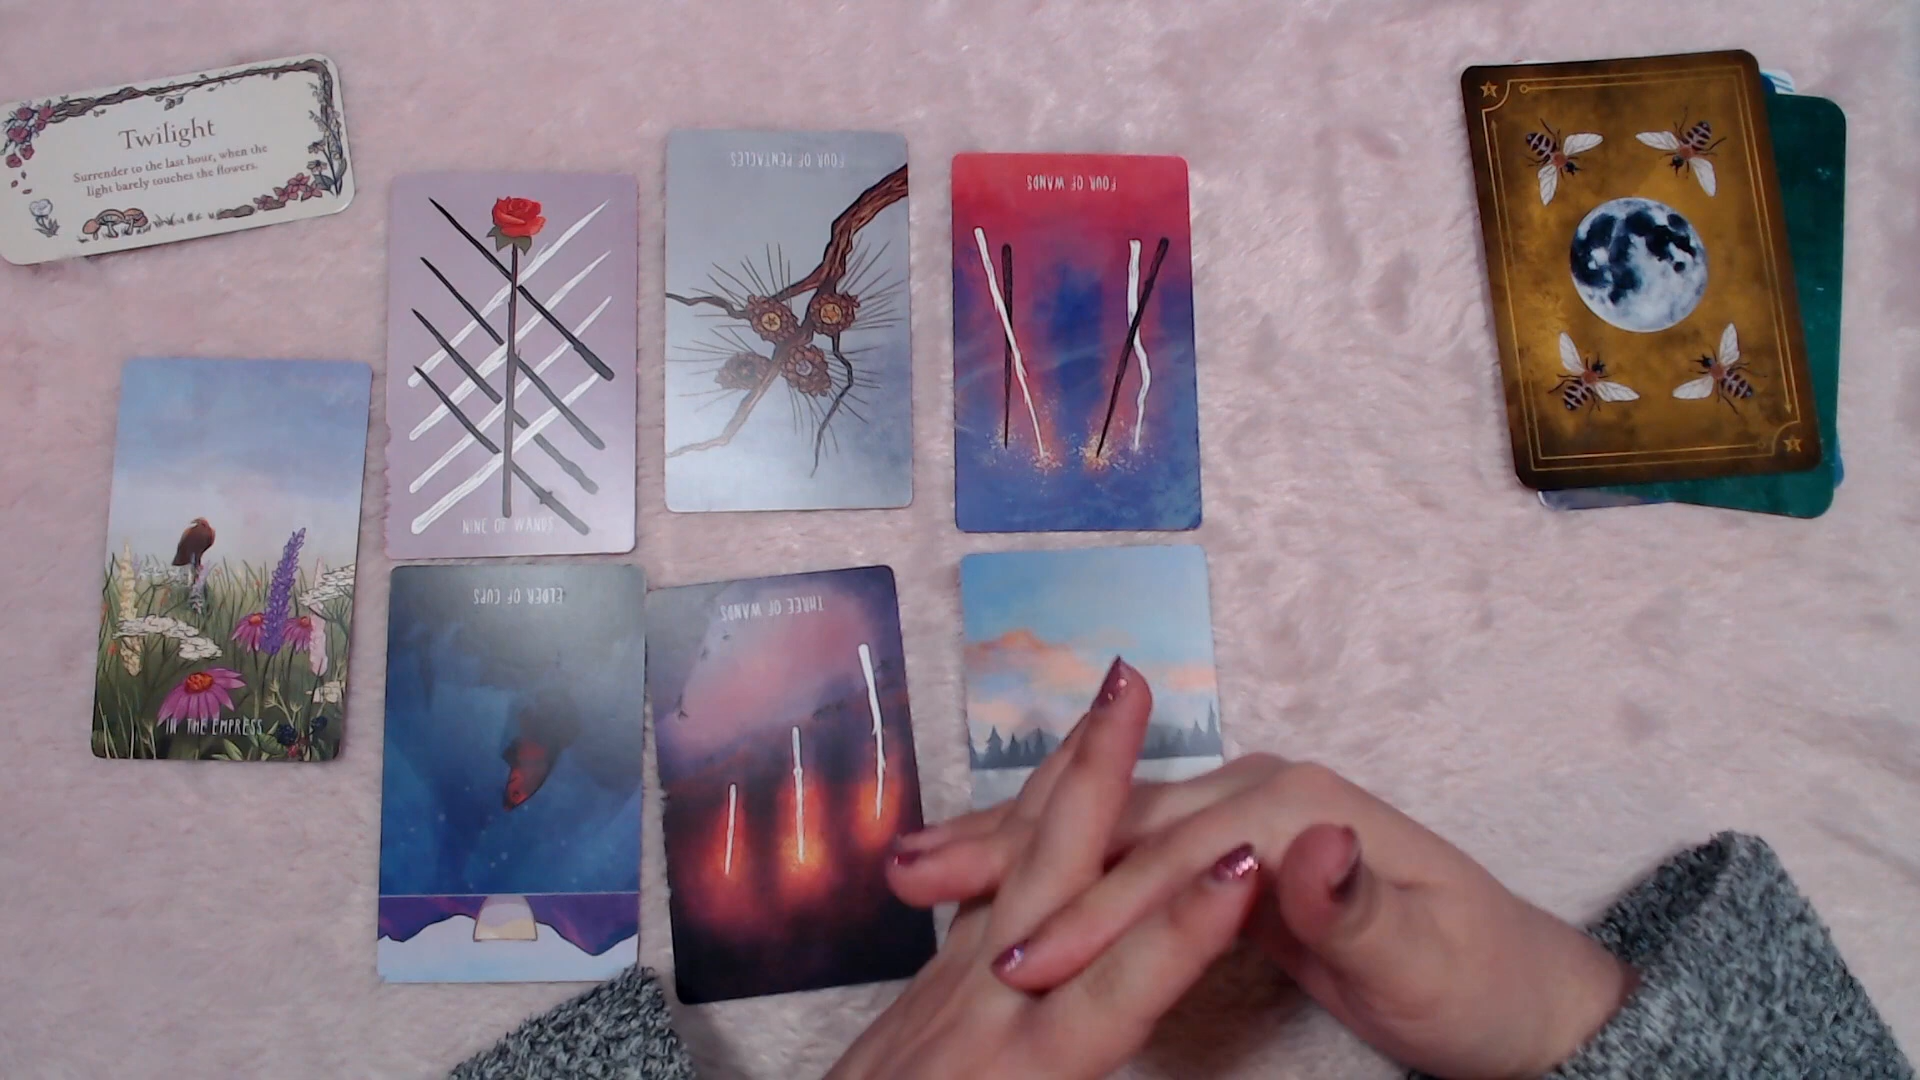 Twilight
Surrender to the last hour, when the
light barely touches the flowers.
FOUR OF PENTACLES
FOUR OF WANDS
NINE OF WANDS
ELDER OF CUPS
THREE OF WANDS
III THE EMPRESS